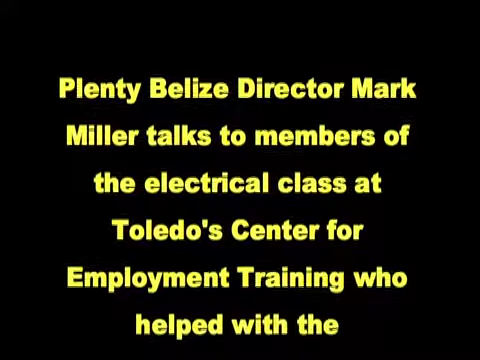 Plenty Belize Director Mark
Miller talks to members of
the electrical class at
Toledo's Center for
Employment Training who
helped with the